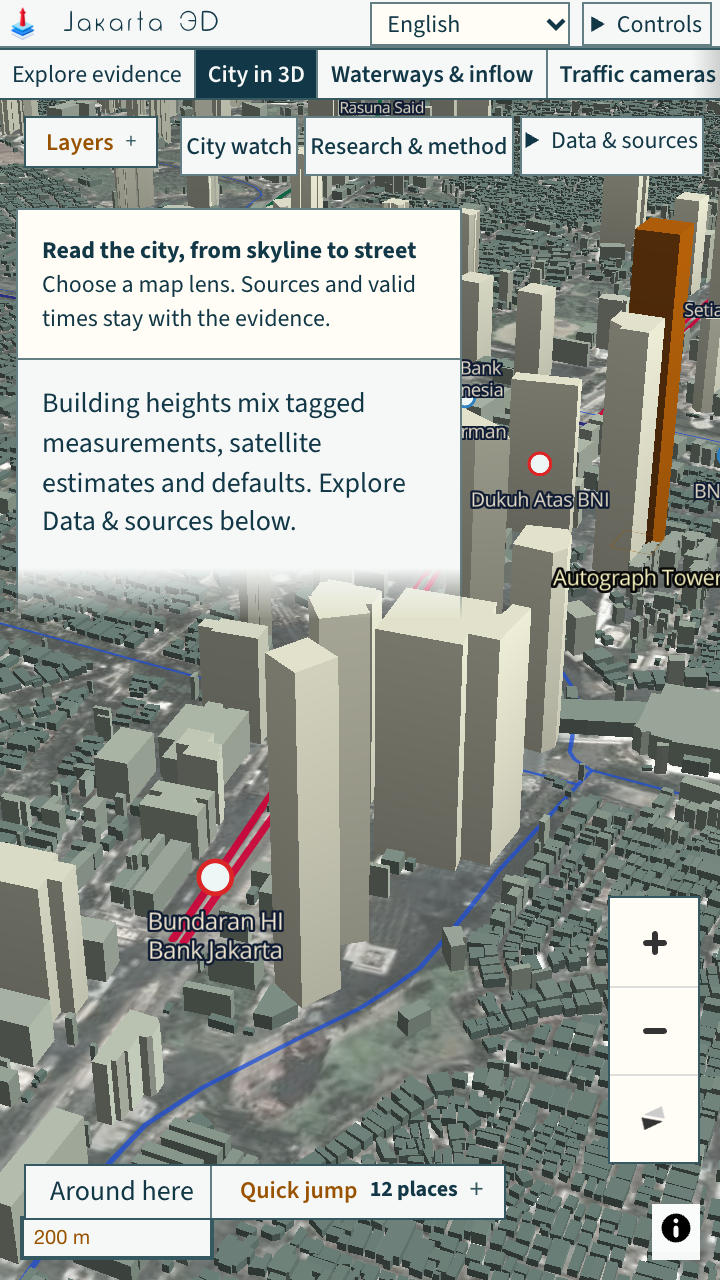 Jakarta 3D
English
Controls
Explore evidence
City in 3D
Waterways & inflow
Traffic cameras
Rasuna Said
Layers +
City watch
Research & method
Data & sources
Read the city, from skyline to street
Choose a map lens. Sources and valid
times stay with the evidence.
Setia
Bank
nesia
rman
Building heights mix tagged
measurements, satellite
estimates and defaults. Explore
Data & sources below.
Dukuh Atas BNI
BN
Autograph Tower
Bundaran HI
Bank Jakarta
+
−
Around here
Quick jump 12 places +
200 m